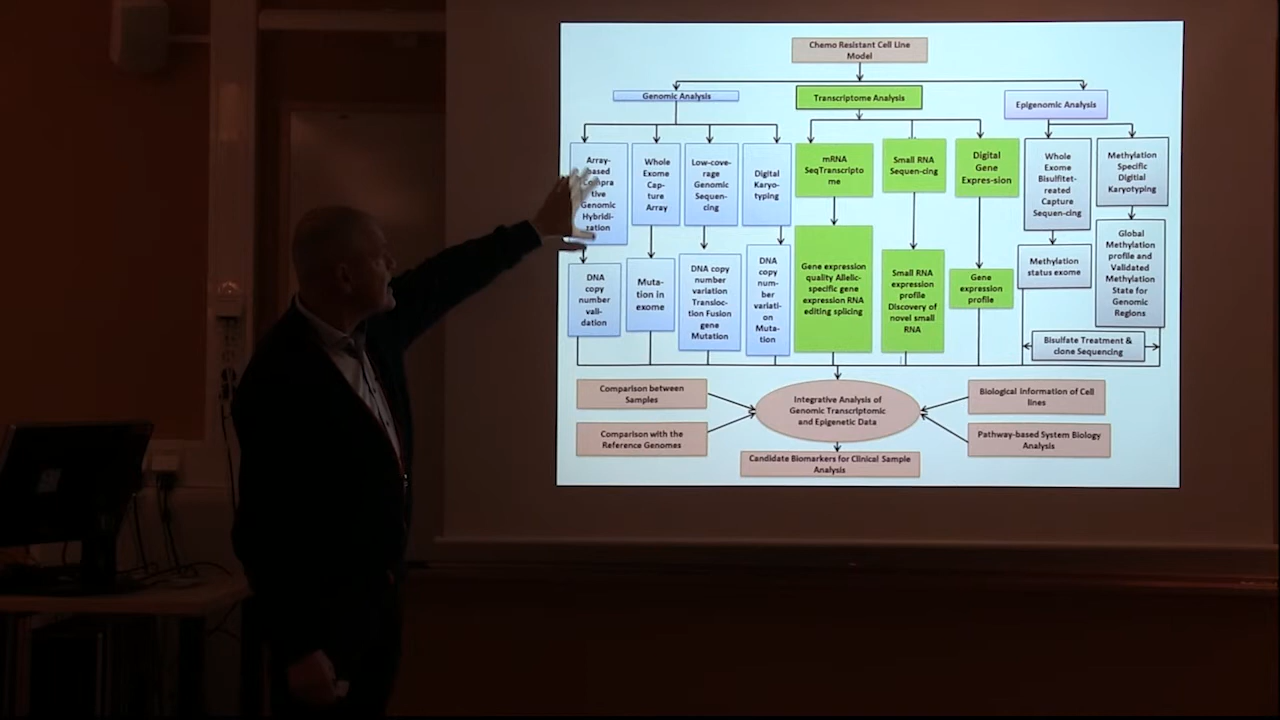 Chemo Resistant Cell Line
Model
Genomic Analysis
Transcriptome Analysis
Epigenomic Analysis
Array-
based
Compra
tive
Genomic
Hybridi-
zation
Whole
Exome
Cap-
ture
Array
Low-cove-
rage
Genomic
Sequen-
cing
Digital
Karyo-
typing
mRNA
SeqTranscripto
me
Small RNA
Sequen-cing
Digital
Gene
Expres-sion
Whole
Exome
Bisulfitet-
reated
Capture
Sequen-cing
Methylation
Specific
Digitial
Karyotyping
DNA
copy
number
vali-
dation
Muta-
tion in
exome
DNA copy
number
variation
Transloc-
tion Fusion
gene
Mutation
DNA
copy
num-
ber
variati-
on
Muta-
tion
Gene expression
quality Allelic-
specific gene
expression RNA
editing splicing
Small RNA
expression
profile
Discovery of
novel small
RNA
Gene
expression
profile
Methylation
status exome
Global
Methylation
profile and
Validated
Methylation
State for
Genomic
Regions
Bisulfate Treatment &
clone Sequencing
Comparison between
Samples
Comparison with the
Reference Genomes
Integrative Analysis of
Genomic Transcriptomic
and Epigenetic Data
Biological Information of Cell
lines
Pathway-based System Biology
Analysis
Candidate Biomarkers for Clinical Sample
Analysis